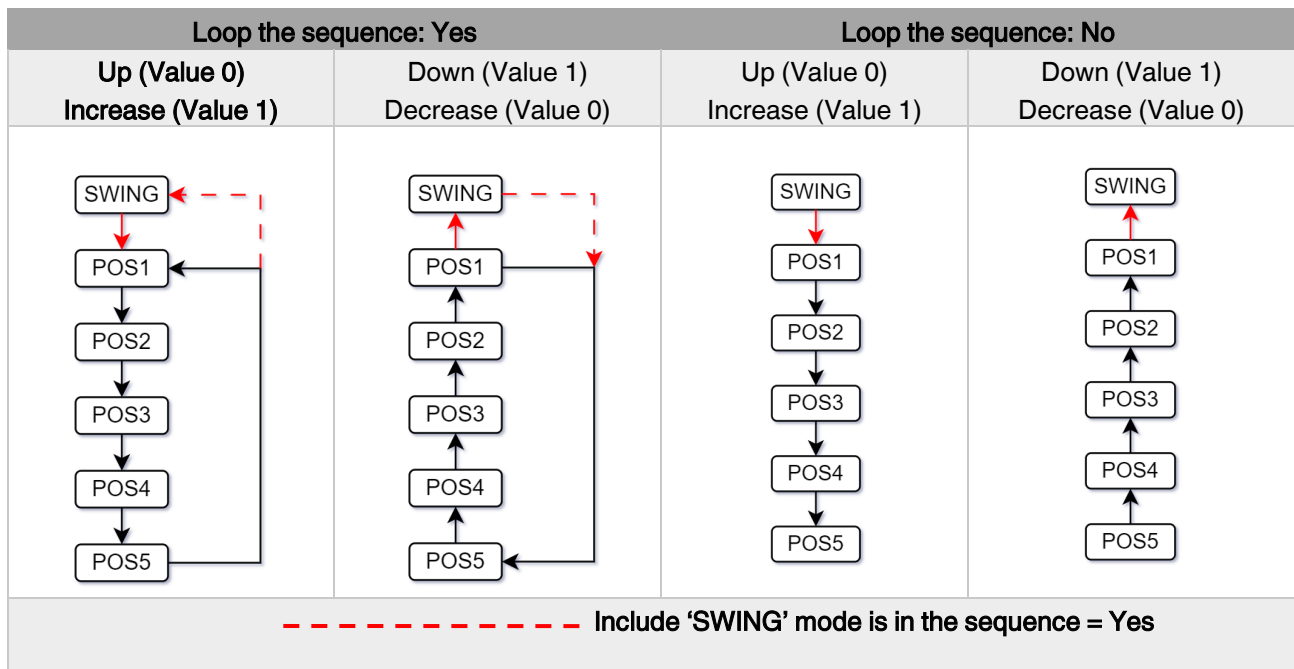 Loop the sequence: Yes
Loop the sequence: No
Up (Value 0)
Increase (Value 1)
Down (Value 1)
Decrease (Value 0)
Up (Value 0)
Increase (Value 1)
Down (Value 1)
Decrease (Value 0)
SWING
POS1
POS2
POS3
POS4
POS5
SWING
POS1
POS2
POS3
POS4
POS5
SWING
POS1
POS2
POS3
POS4
POS5
SWING
POS1
POS2
POS3
POS4
POS5
Include ‘SWING’ mode is in the sequence = Yes